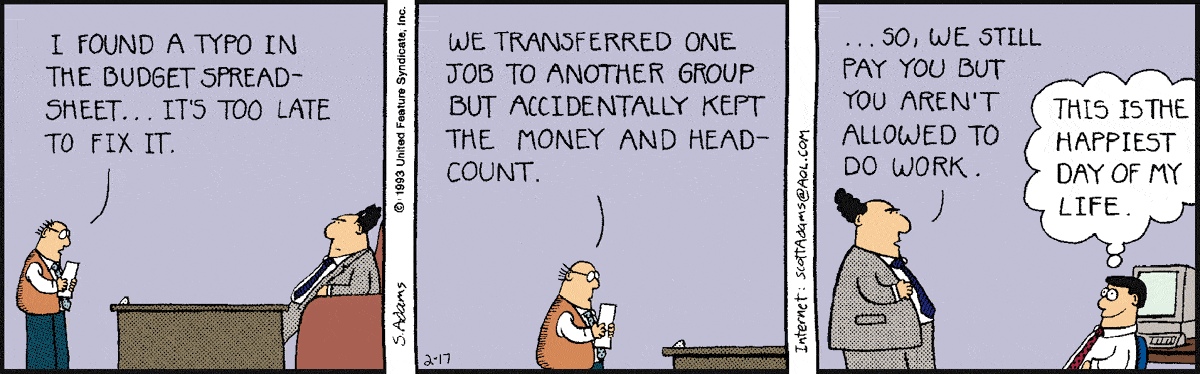 I FOUND A TYPO IN
THE BUDGET SPREAD-
SHEET... IT'S TOO LATE
TO FIX IT.
S. Adams
© 1993 United Feature Syndicate, Inc.
WE TRANSFERRED ONE
JOB TO ANOTHER GROUP
BUT ACCIDENTALLY KEPT
THE MONEY AND HEAD-
COUNT.
2-17
Internet: scottAdams@AOL.COM
...SO, WE STILL
PAY YOU BUT
YOU AREN'T
ALLOWED TO
DO WORK.
THIS IS THE
HAPPIEST
DAY OF MY
LIFE.